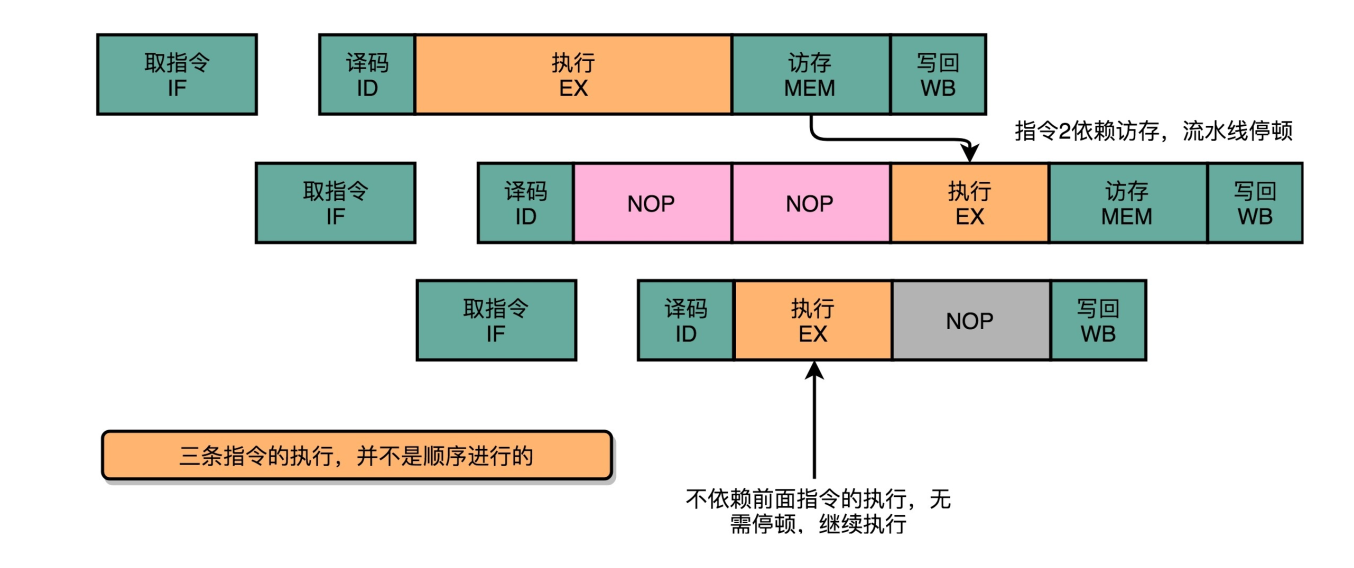 取指令
IF
译码
ID
执行
EX
访存
MEM
写回
WB
指令2依赖访存，流水线停顿
取指令
IF
译码
ID
NOP
NOP
执行
EX
访存
MEM
写回
WB
取指令
IF
译码
ID
执行
EX
NOP
写回
WB
三条指令的执行，并不是顺序进行的
不依赖前面指令的执行，无
需停顿，继续执行